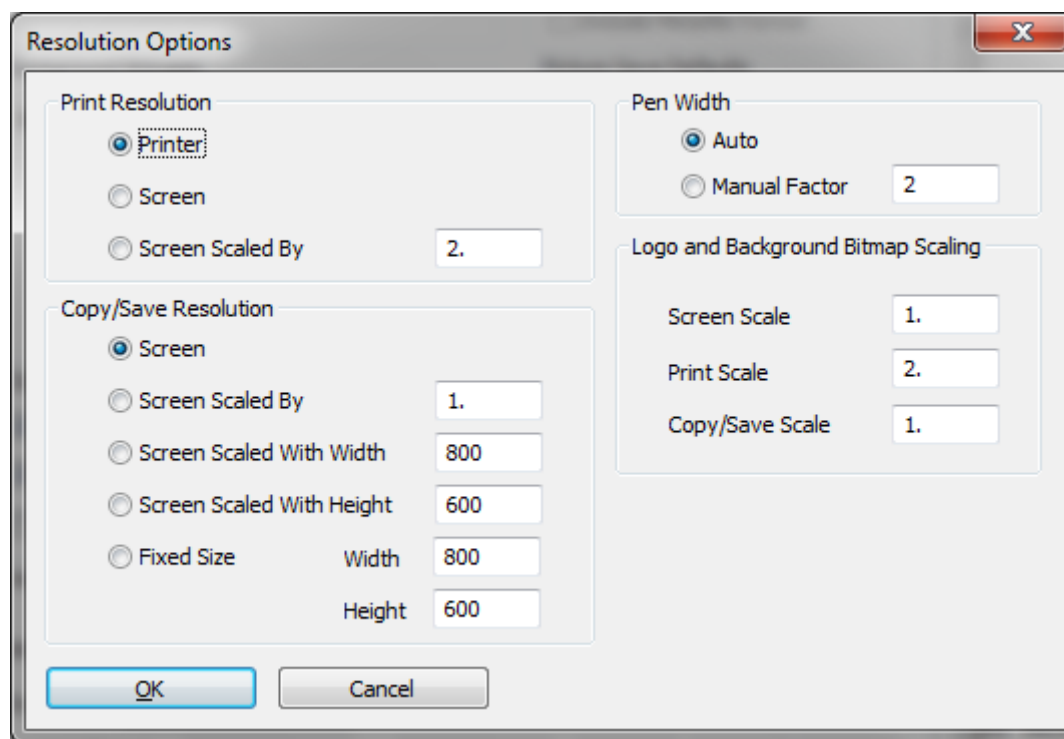 Resolution Options
Print Resolution
Printer
Screen
Screen Scaled By 2.
Copy/Save Resolution
Screen
Screen Scaled By 1.
Screen Scaled With Width 800
Screen Scaled With Height 600
Fixed Size Width 800
Height 600
Pen Width
Auto
Manual Factor 2
Logo and Background Bitmap Scaling
Screen Scale 1.
Print Scale 2.
Copy/Save Scale 1.
OK Cancel